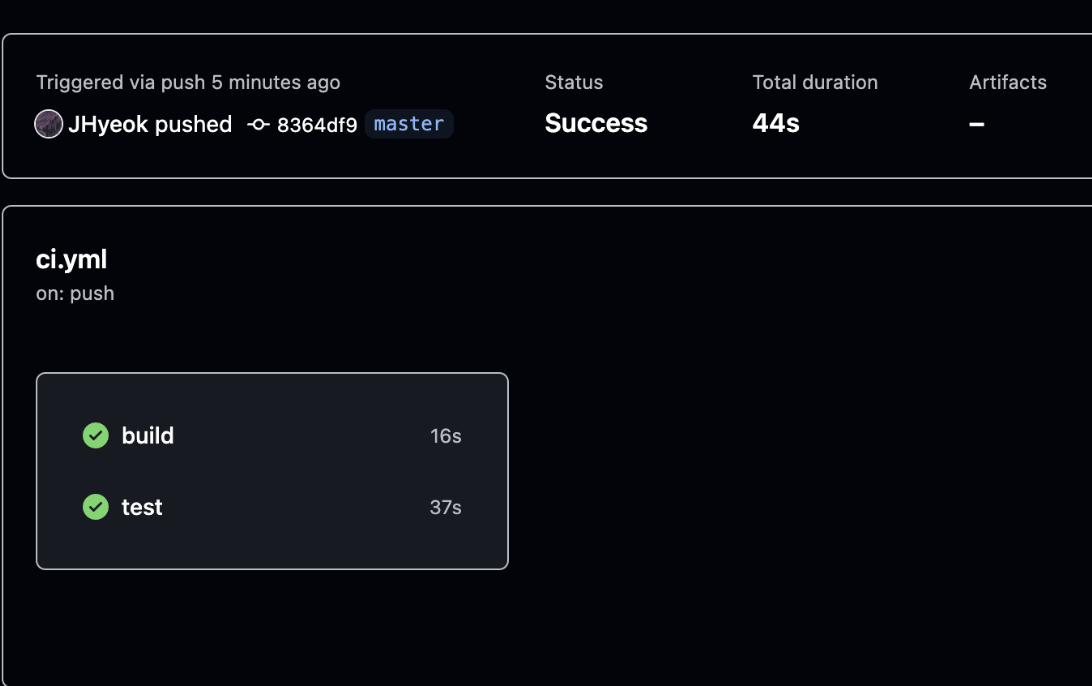 Triggered via push 5 minutes ago
JHyeok pushed 8364df9 master
Status
Success
Total duration
44s
Artifacts
–
ci.yml
on: push
build 16s
test 37s